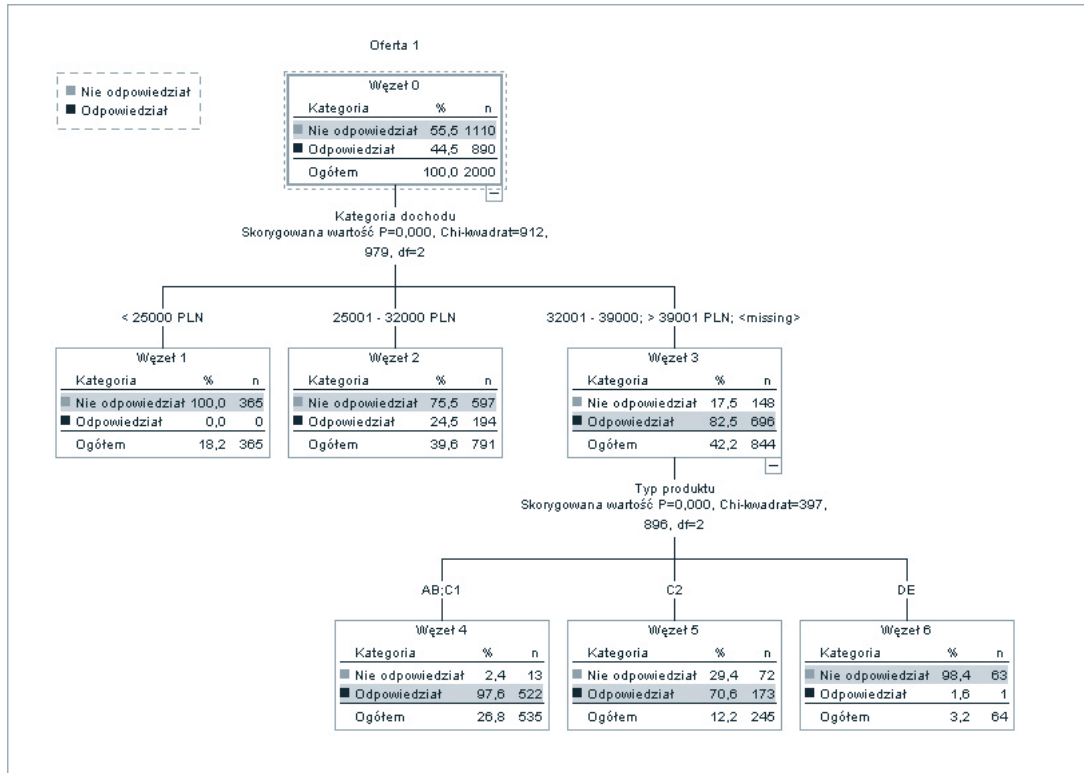 Oferta 1
Nie odpowiedział
Odpowiedział
Węzeł 0
Kategoria % n
Nie odpowiedział 55,5 1110
Odpowiedział 44,5 890
Ogółem 100,0 2000
Kategoria dochodu
Skorygowana wartość P=0,000, Chi-kwadrat=912,
979, df=2
< 25000 PLN
25001 - 32000 PLN
32001 - 39000; > 39001 PLN; <missing>
Węzeł 1
Kategoria % n
Nie odpowiedział 100,0 365
Odpowiedział 0,0 0
Ogółem 18,2 365
Węzeł 2
Kategoria % n
Nie odpowiedział 75,5 597
Odpowiedział 24,5 194
Ogółem 39,6 791
Węzeł 3
Kategoria % n
Nie odpowiedział 17,5 148
Odpowiedział 82,5 696
Ogółem 42,2 844
Typ produktu
Skorygowana wartość P=0,000, Chi-kwadrat=397,
896, df=2
AB;C1
C2
DE
Węzeł 4
Kategoria % n
Nie odpowiedział 2,4 13
Odpowiedział 97,6 522
Ogółem 26,8 535
Węzeł 5
Kategoria % n
Nie odpowiedział 29,4 72
Odpowiedział 70,6 173
Ogółem 12,2 245
Węzeł 6
Kategoria % n
Nie odpowiedział 98,4 63
Odpowiedział 1,6 1
Ogółem 3,2 64